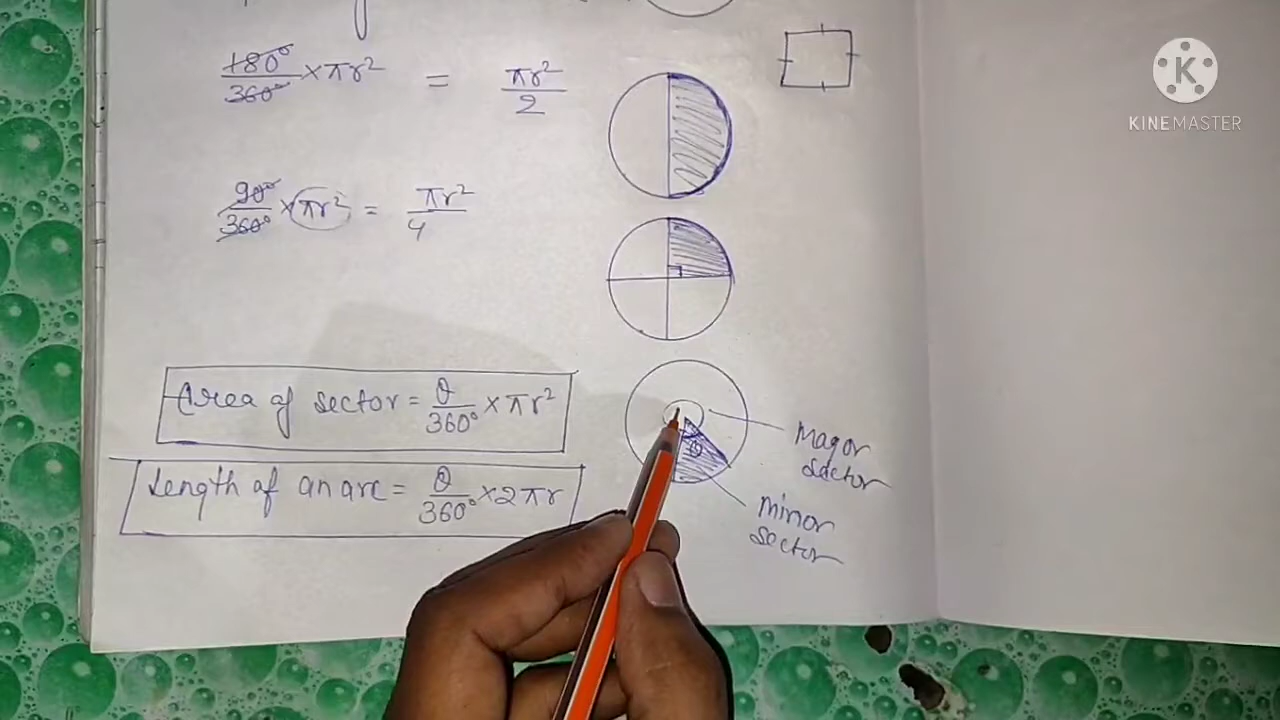 180°/360° × πr² = πr²/2
90°/360° × πr² = πr²/4
Area of sector = θ/360° × πr²
Length of an arc = θ/360° × 2πr
θ
Magor
sector
Minor
sector
K
KINEMASTER